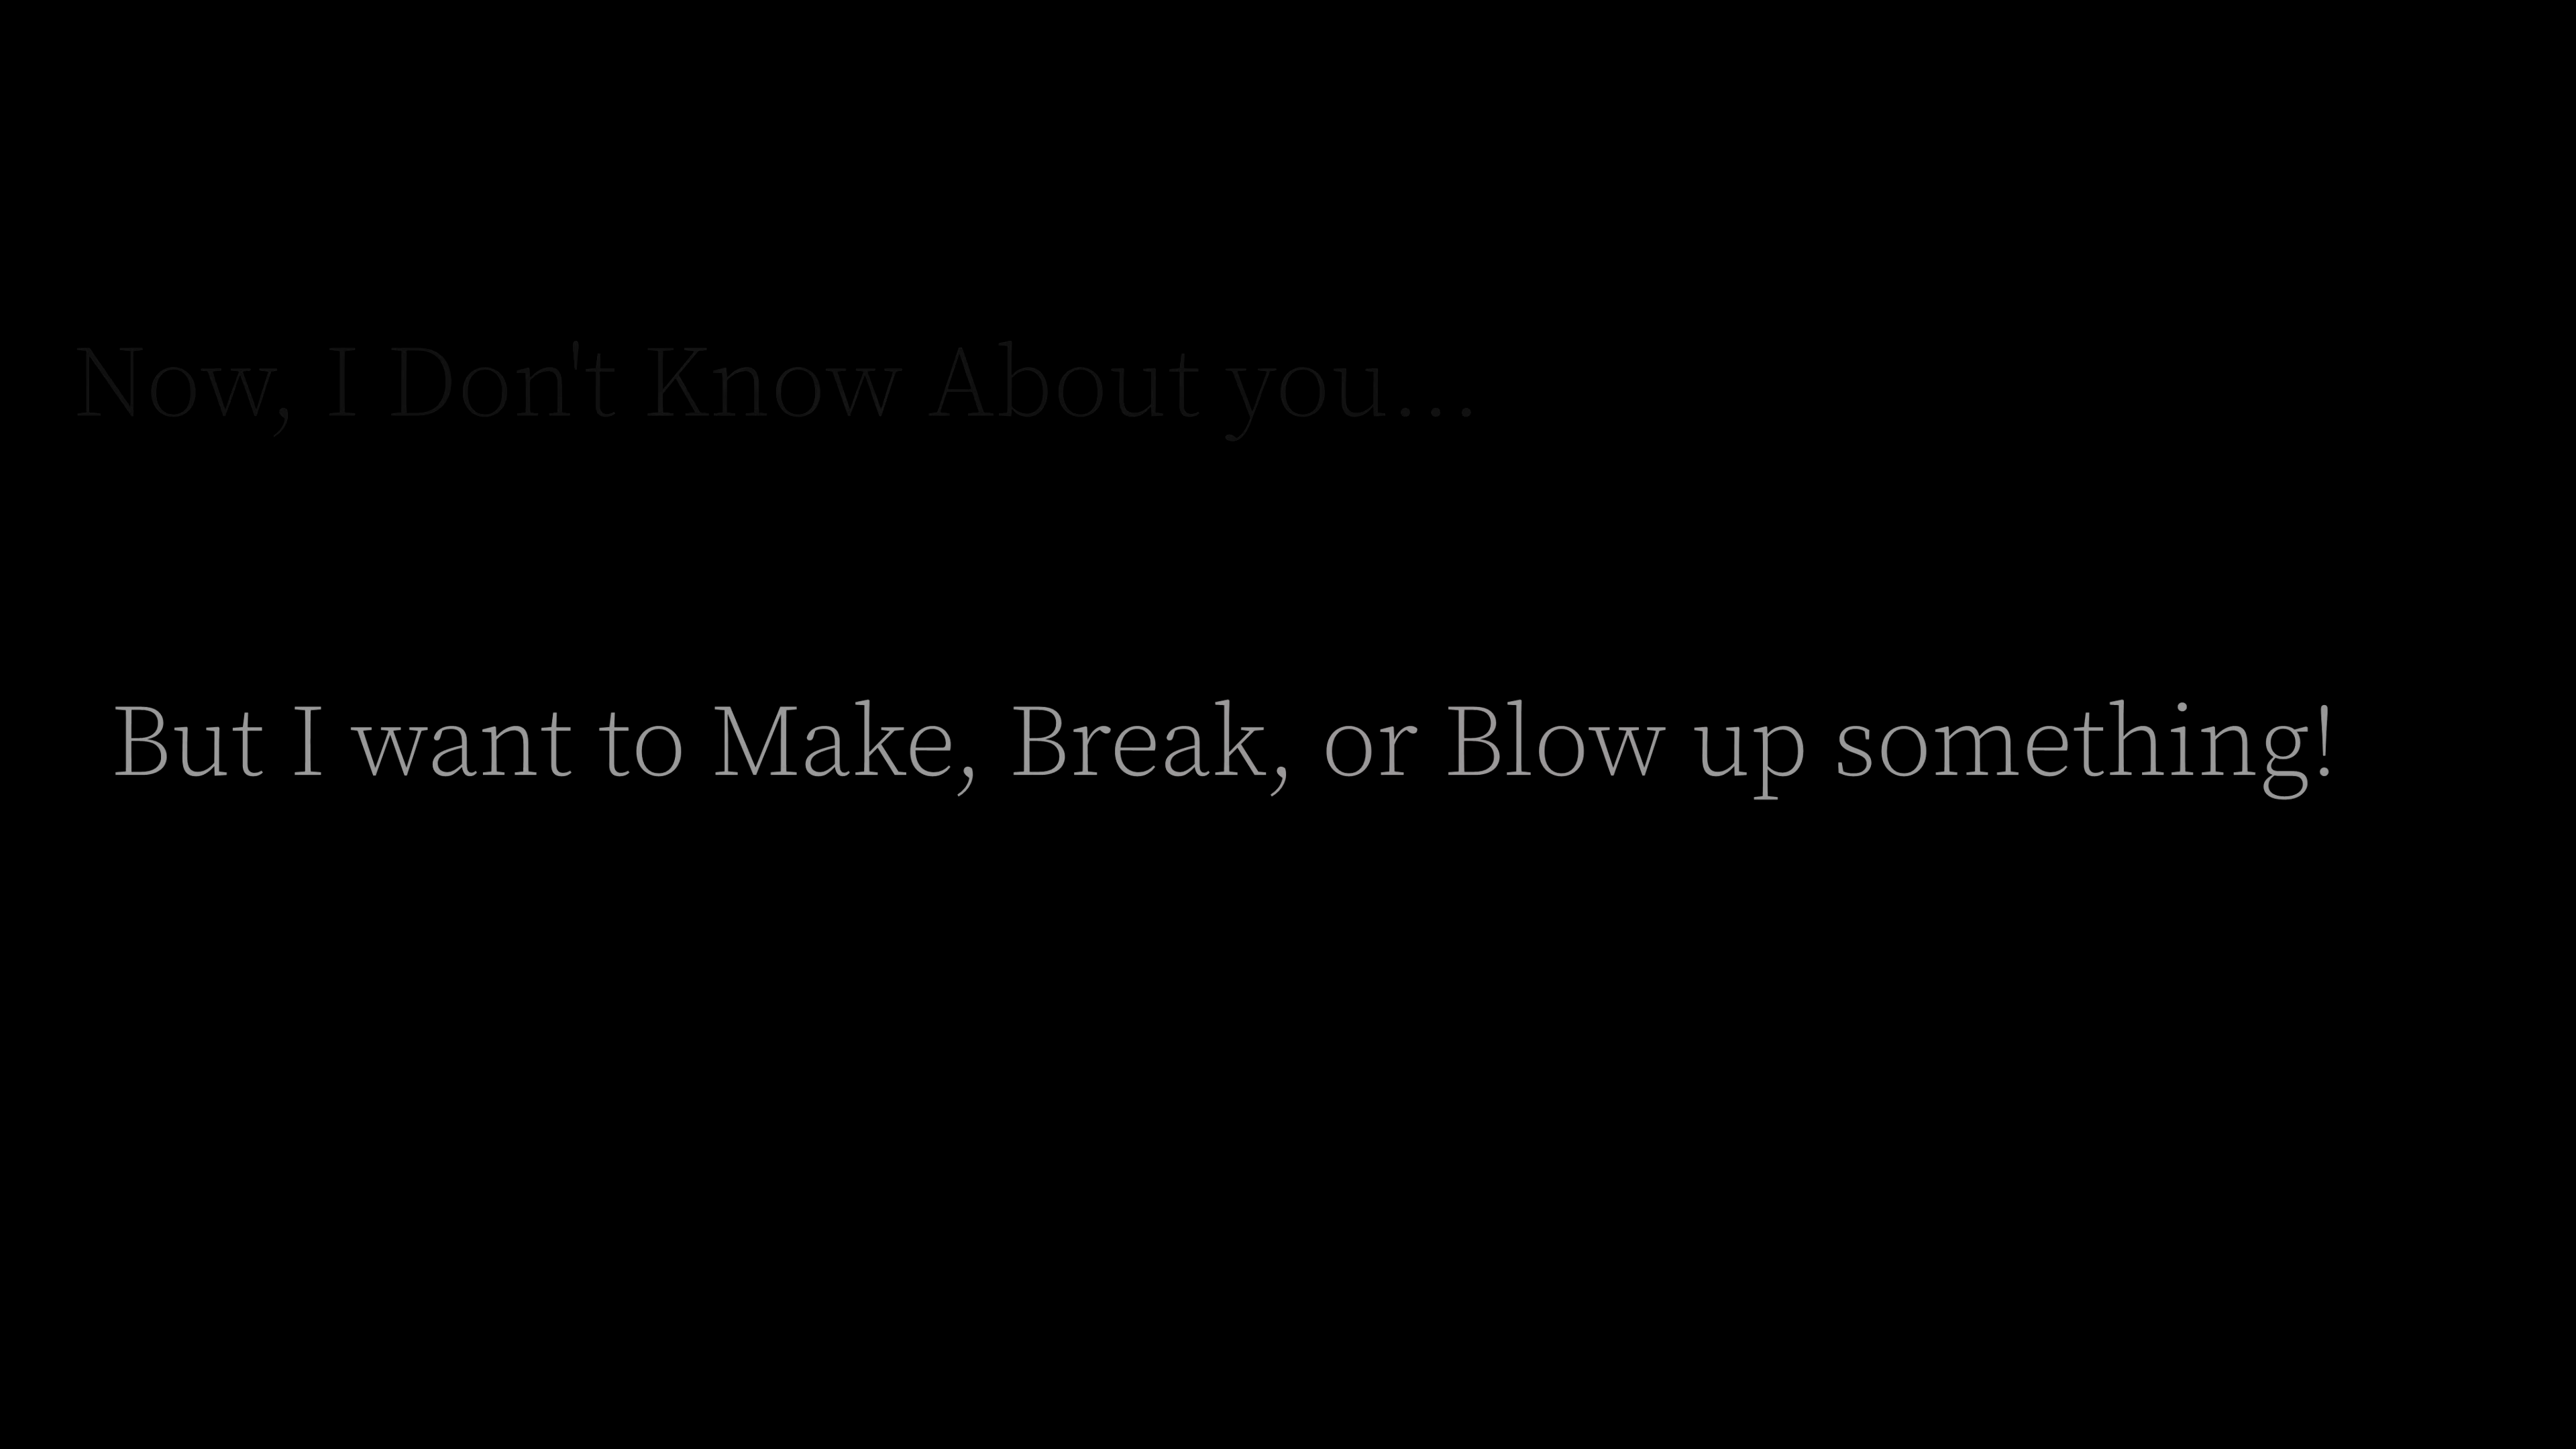 Now, I Don't Know About you...
But I want to Make, Break, or Blow up something!